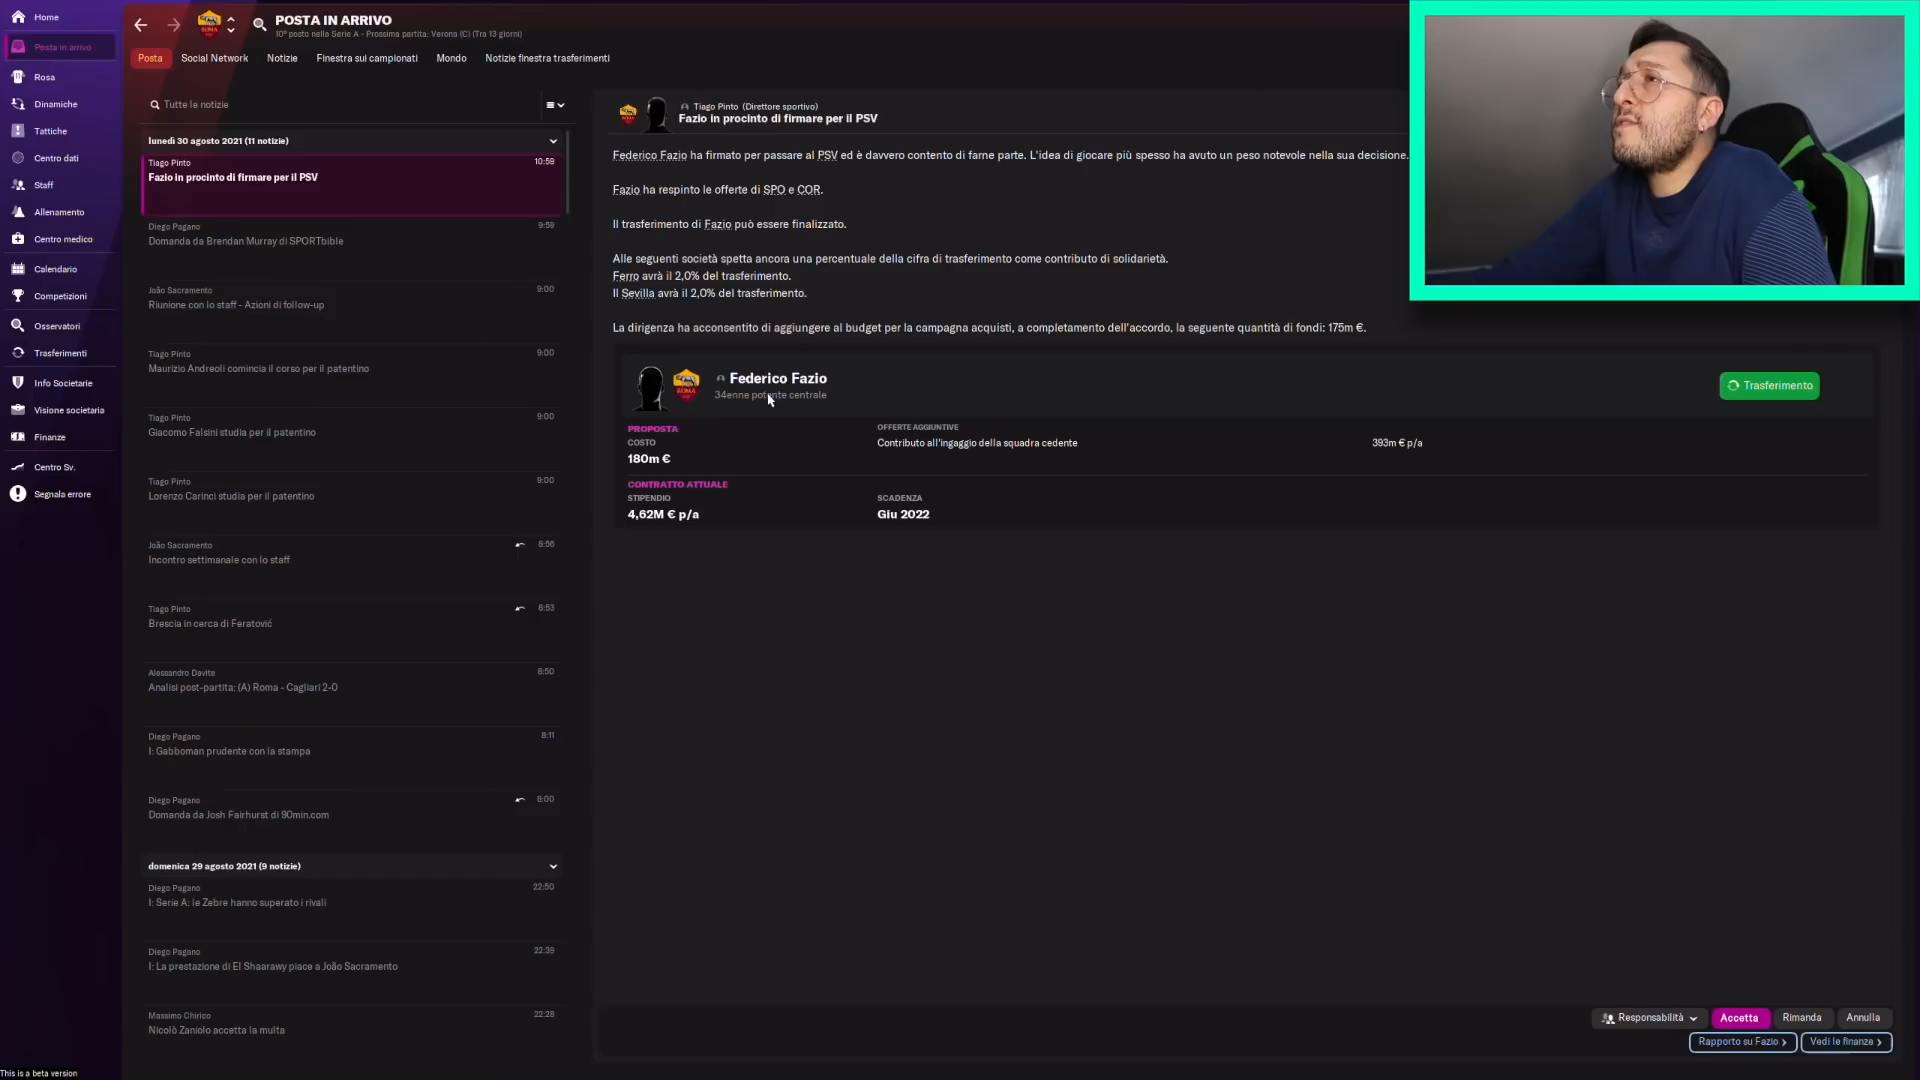 Home
Posta in arrivo
Rosa
Dinamiche
Tattiche
Centro dati
Staff
Allenamento
Centro medico
Calendario
Competizioni
Osservatori
Trasferimenti
Info Societarie
Visione societaria
Finanze
Centro Sv.
Segnala errore
This is a beta version
POSTA IN ARRIVO
10° posto nella Serie A - Prossima partita: Verona (C) (Tra 13 giorni)
Posta Social Network Notizie Finestra sui campionati Mondo Notizie finestra trasferimenti
Tutte le notizie
lunedì 30 agosto 2021 (11 notizie)
Tiago Pinto 10:59
Fazio in procinto di firmare per il PSV
Diego Pagano 9:59
Domanda da Brendan Murray di SPORTbible
João Sacramento 9:00
Riunione con lo staff - Azioni di follow-up
Tiago Pinto 9:00
Maurizio Andreoli comincia il corso per il patentino
Tiago Pinto 9:00
Giacomo Falsini studia per il patentino
Tiago Pinto 9:00
Lorenzo Carinci studia per il patentino
João Sacramento 8:56
Incontro settimanale con lo staff
Tiago Pinto 8:53
Brescia in cerca di Feratović
Alessandro Davite 8:50
Analisi post-partita: (A) Roma - Cagliari 2-0
Diego Pagano 8:11
I: Gabboman prudente con la stampa
Diego Pagano 8:00
Domanda da Josh Fairhurst di 90min.com
domenica 29 agosto 2021 (9 notizie)
Diego Pagano 22:50
I: Serie A: le Zebre hanno superato i rivali
Diego Pagano 22:39
I: La prestazione di El Shaarawy piace a João Sacramento
Massimo Chirico 22:28
Nicolò Zaniolo accetta la multa
Tiago Pinto (Direttore sportivo)
Fazio in procinto di firmare per il PSV
Federico Fazio ha firmato per passare al PSV ed è davvero contento di farne parte. L'idea di giocare più spesso ha avuto un peso notevole nella sua decisione.
Fazio ha respinto le offerte di SPO e COR.
Il trasferimento di Fazio può essere finalizzato.
Alle seguenti società spetta ancora una percentuale della cifra di trasferimento come contributo di solidarietà.
Ferro avrà il 2,0% del trasferimento.
Il Sevilla avrà il 2,0% del trasferimento.
La dirigenza ha acconsentito di aggiungere al budget per la campagna acquisti, a completamento dell'accordo, la seguente quantità di fondi: 175m €.
Federico Fazio
34enne potente centrale
Trasferimento
PROPOSTA
COSTO
180m €
OFFERTE AGGIUNTIVE
Contributo all'ingaggio della squadra cedente 393m € p/a
CONTRATTO ATTUALE
STIPENDIO
4,62M € p/a
SCADENZA
Giu 2022
Responsabilità Accetta Rimanda Annulla
Rapporto su Fazio Vedi le finanze